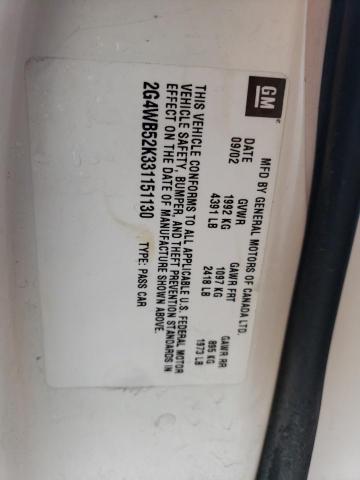 GM
MFD BY GENERAL MOTORS OF CANADA LTD.
DATE GVWR GAWR FRT GAWR RR
09/02 1992 KG 1097 KG 895 KG
4391 LB 2418 LB 1973 LB
THIS VEHICLE CONFORMS TO ALL APPLICABLE U.S. FEDERAL MOTOR
VEHICLE SAFETY, BUMPER, AND THEFT PREVENTION STANDARDS IN
EFFECT ON THE DATE OF MANUFACTURE SHOWN ABOVE.
2G4WB52K331151130 TYPE: PASS CAR